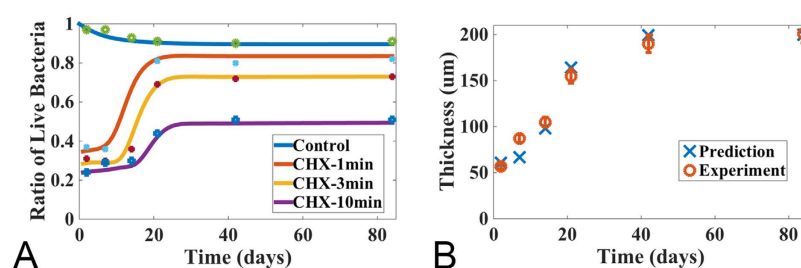 Ratio of Live Bacteria
1
0.8
0.6
0.4
0.2
0
0 20 40 60 80
Time (days)
Control
CHX-1min
CHX-3min
CHX-10min
A
Thickness (um)
200
150
100
50
0
0 20 40 60 80
Time (days)
Prediction
Experiment
B